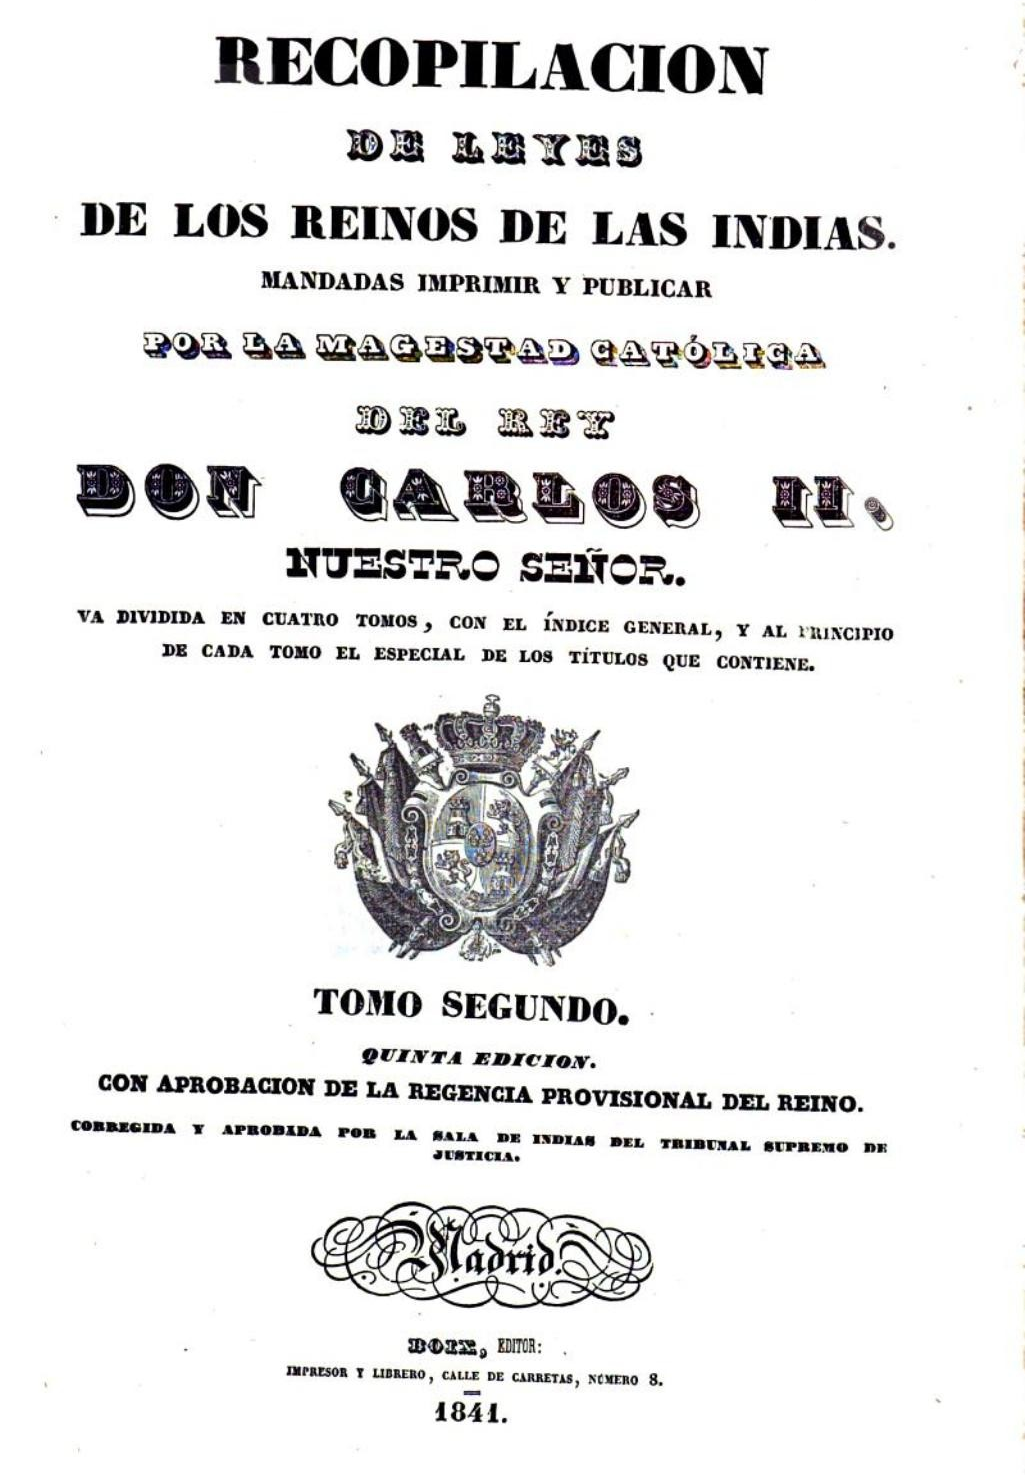 RECOPILACION
DE LEYES
DE LOS REINOS DE LAS INDIAS.
MANDADAS IMPRIMIR Y PUBLICAR
POR LA MAGESTAD CATÓLICA
DEL REY
DON CARLOS II.
NUESTRO SEÑOR.
VA DIVIDIDA EN CUATRO TOMOS, CON EL ÍNDICE GENERAL, Y AL PRINCIPIO
DE CADA TOMO EL ESPECIAL DE LOS TÍTULOS QUE CONTIENE.
TOMO SEGUNDO.
QUINTA EDICION.
CON APROBACION DE LA REGENCIA PROVISIONAL DEL REINO.
CORREGIDA Y APROBADA POR LA SALA DE INDIAS DEL TRIBUNAL SUPREMO DE
JUSTICIA.
Madrid.
BOIX, EDITOR:
IMPRESOR Y LIBRERO, CALLE DE CARRETAS, NÚMERO 8.
1841.